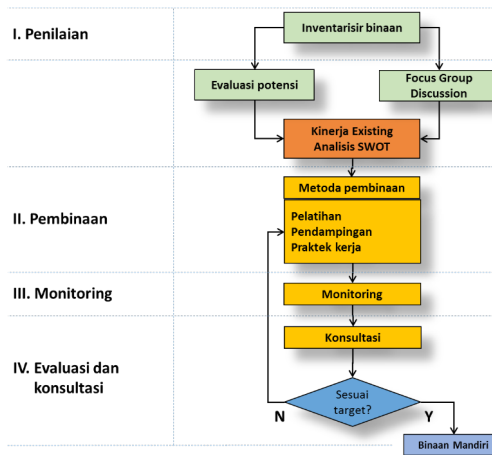 I. Penilaian
Inventarisir binaan
Evaluasi potensi
Focus Group
Discussion
Kinerja Existing
Analisis SWOT
II. Pembinaan
Metoda pembinaan
Pelatihan
Pendampingan
Praktek kerja
III. Monitoring
Monitoring
IV. Evaluasi dan
konsultasi
Konsultasi
Sesuai
target?
N
Y
Binaan Mandiri